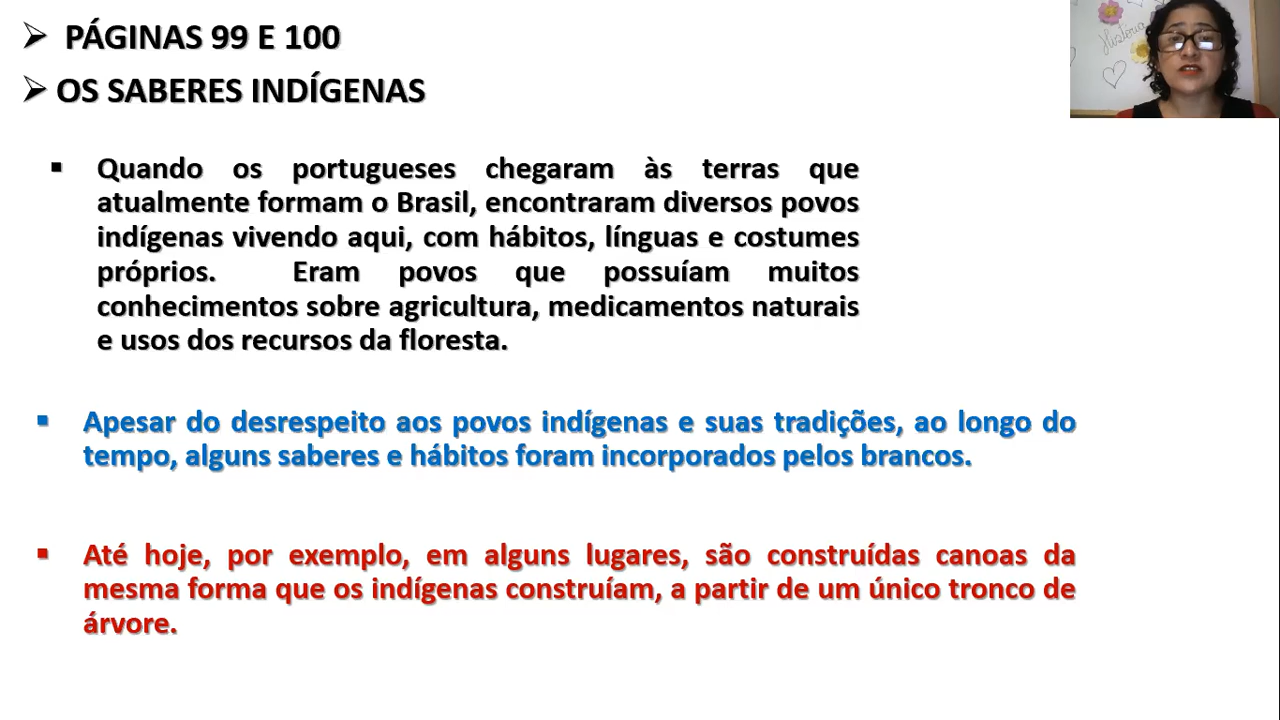 PÁGINAS 99 E 100
OS SABERES INDÍGENAS
Quando os portugueses chegaram às terras que
atualmente formam o Brasil, encontraram diversos povos
indígenas vivendo aqui, com hábitos, línguas e costumes
próprios. Eram povos que possuíam muitos
conhecimentos sobre agricultura, medicamentos naturais
e usos dos recursos da floresta.
Apesar do desrespeito aos povos indígenas e suas tradições, ao longo do
tempo, alguns saberes e hábitos foram incorporados pelos brancos.
Até hoje, por exemplo, em alguns lugares, são construídas canoas da
mesma forma que os indígenas construíam, a partir de um único tronco de
árvore.
História